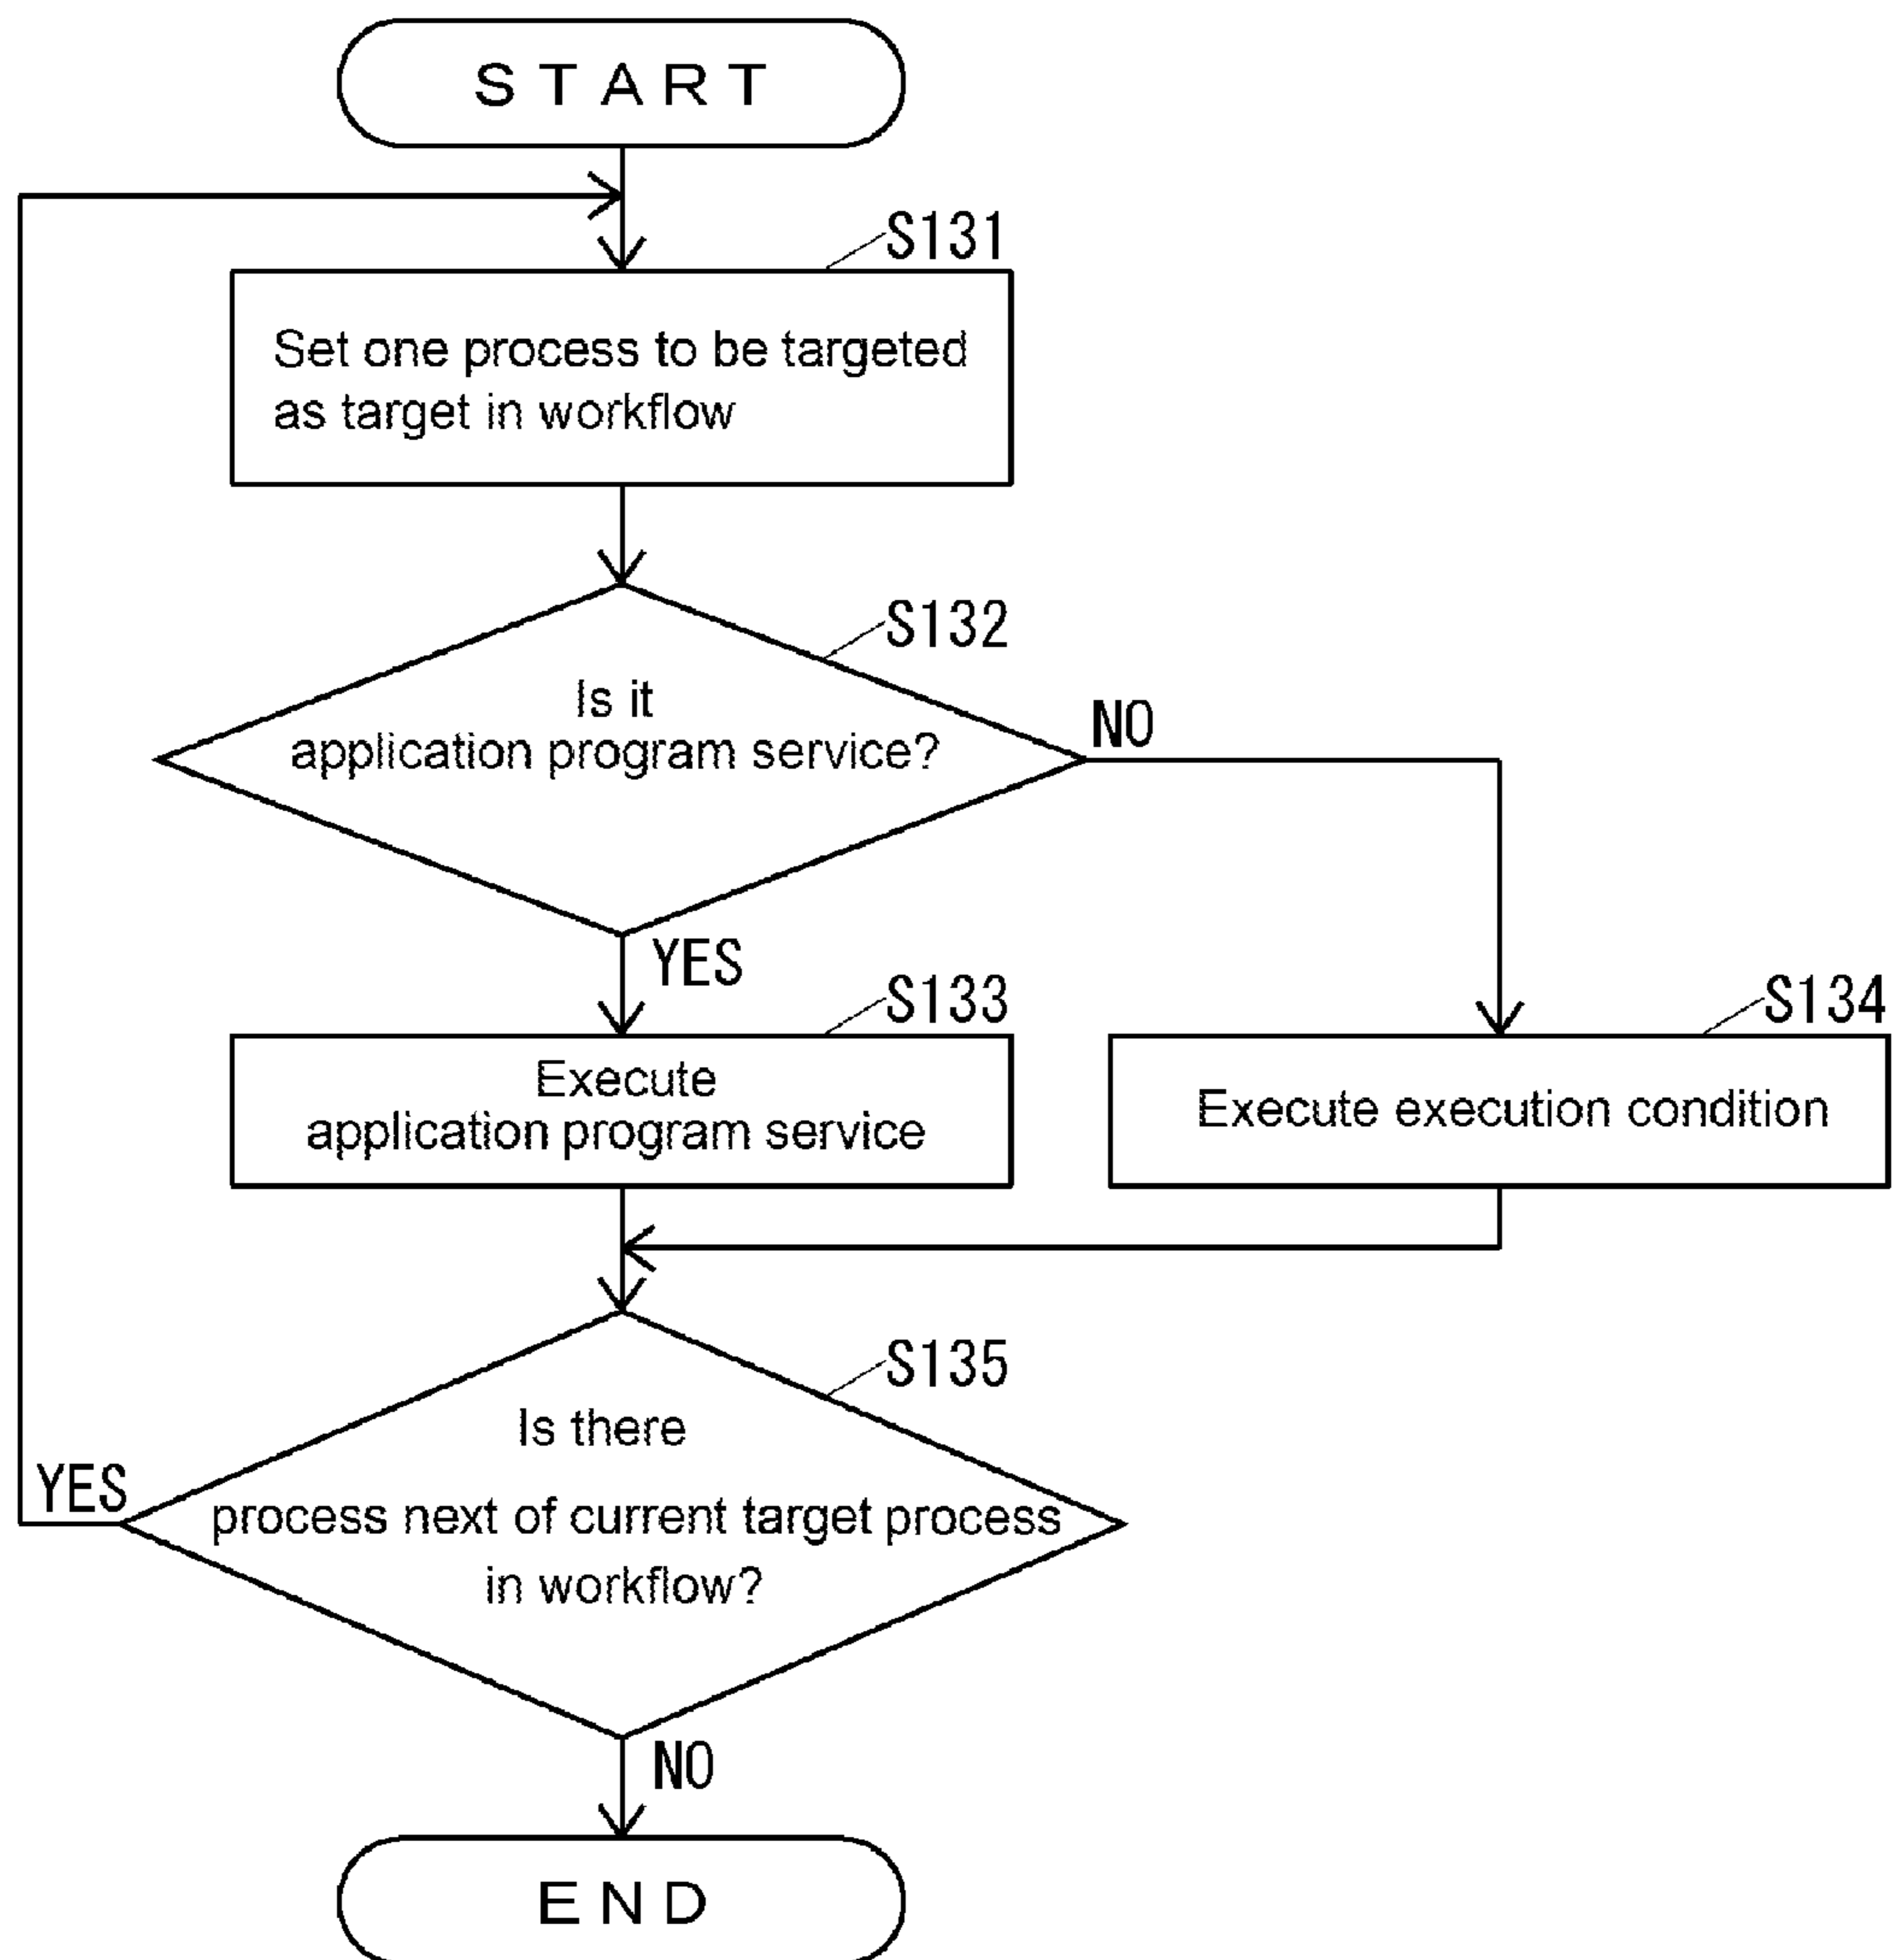 START
S131
Set one process to be targeted
as target in workflow
S132
Is it
application program service?
NO
YES
S133
Execute
application program service
S134
Execute execution condition
S135
Is there
process next of current target process
in workflow?
YES
NO
END